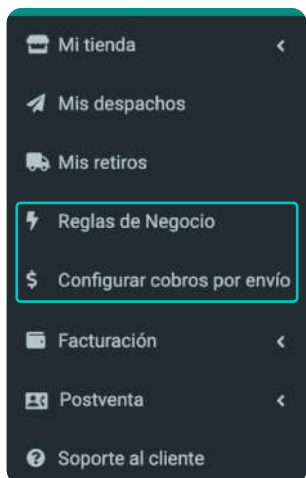 Mi tienda
Mis despachos
Mis retiros
Reglas de Negocio
$ Configurar cobros por envío
Facturación
Postventa
Soporte al cliente